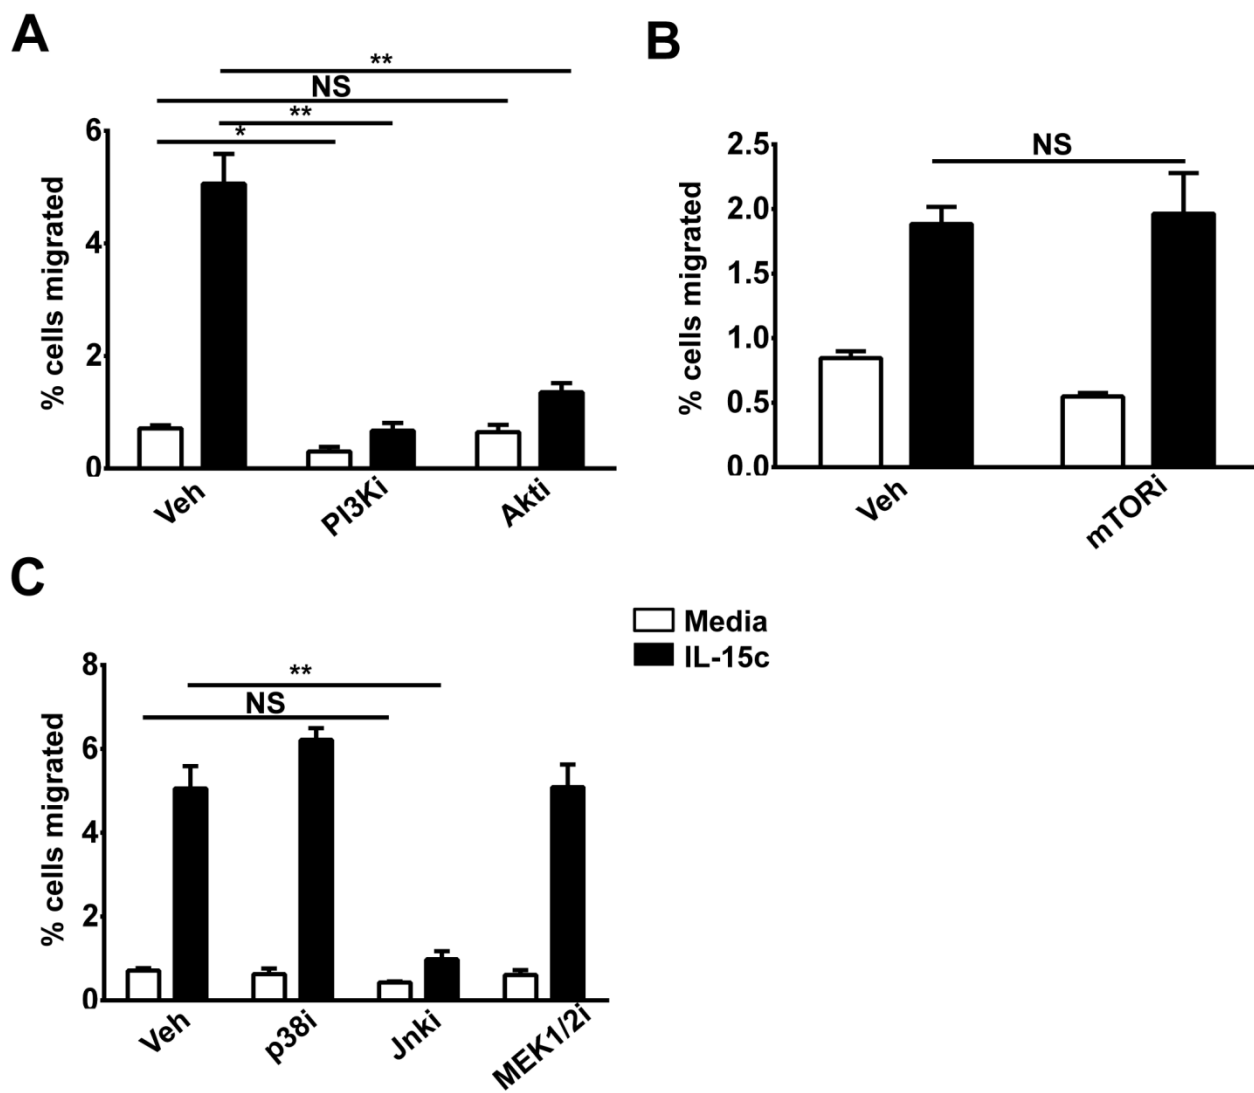 A
**
NS
**
*
6
4
2
0
% cells migrated
Veh
PI3Ki
Akti
B
NS
2.5
2.0
1.5
1.0
0.5
0.0
% cells migrated
Veh
mTORi
C
Media
IL-15c
**
NS
8
6
4
2
0
% cells migrated
Veh
p38i
Jnki
MEK1/2i